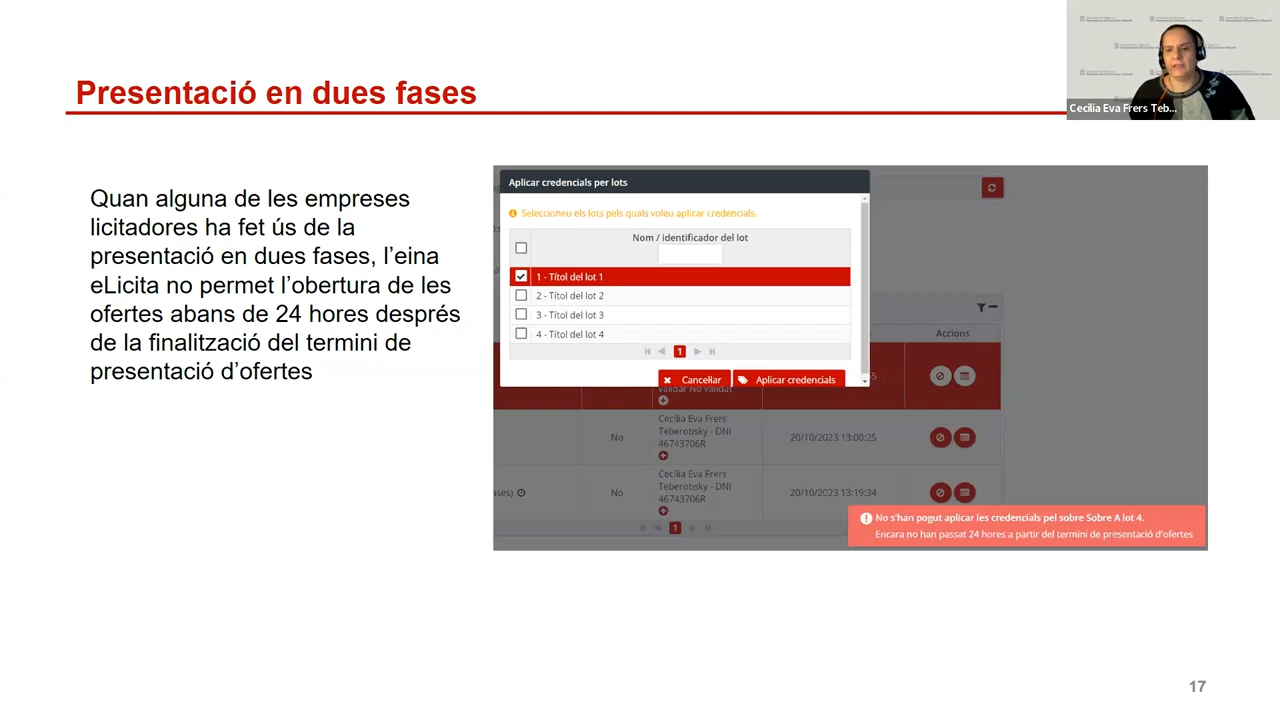 Presentació en dues fases
Cecília Eva Frers Teb...
Quan alguna de les empreses
licitadores ha fet ús de la
presentació en dues fases, l'eina
eLicita no permet l'obertura de les
ofertes abans de 24 hores després
de la finalització del termini de
presentació d'ofertes
Aplicar credencials per lots
Seleccioneu els lots pels quals voleu aplicar credencials.
Nom / identificador del lot
1 - Títol del lot 1
2 - Títol del lot 2
3 - Títol del lot 3
4 - Títol del lot 4
1
Cancel·lar
Aplicar credencials
Accions
Validar No validat
No
Cecília Eva Frers
Teberobsky - DNI
46743706R
20/10/2023 13:00:25
ases)
No
Cecília Eva Frers
Teberobsky - DNI
46743706R
20/10/2023 13:19:34
1
No s'han pogut aplicar les credencials pel sobre Sobre A lot 4.
Encara no han passat 24 hores a partir del termini de presentació d'ofertes
17